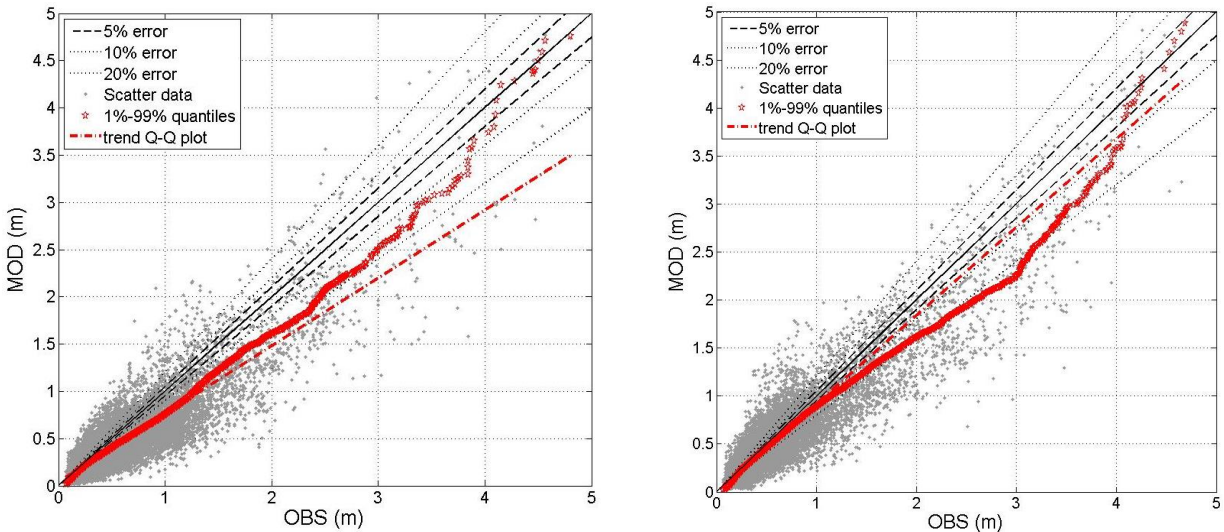 5
4.5
4
3.5
3
2.5
2
1.5
1
0.5
0
0 1 2 3 4 5
MOD (m)
OBS (m)
5% error
10% error
20% error
Scatter data
1%-99% quantiles
trend Q-Q plot
5
4.5
4
3.5
3
2.5
2
1.5
1
0.5
0
0 1 2 3 4 5
MOD (m)
OBS (m)
5% error
10% error
20% error
Scatter data
1%-99% quantiles
trend Q-Q plot